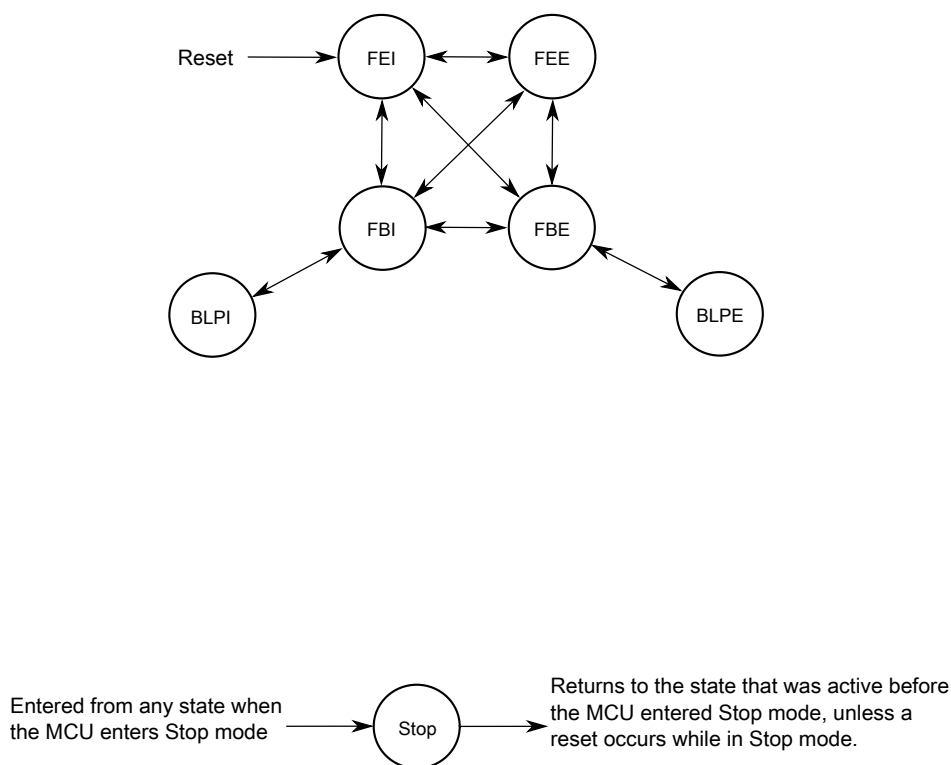 Reset
FEI
FEE
FBI
FBE
BLPI
BLPE
Entered from any state when
the MCU enters Stop mode
Stop
Returns to the state that was active before
the MCU entered Stop mode, unless a
reset occurs while in Stop mode.